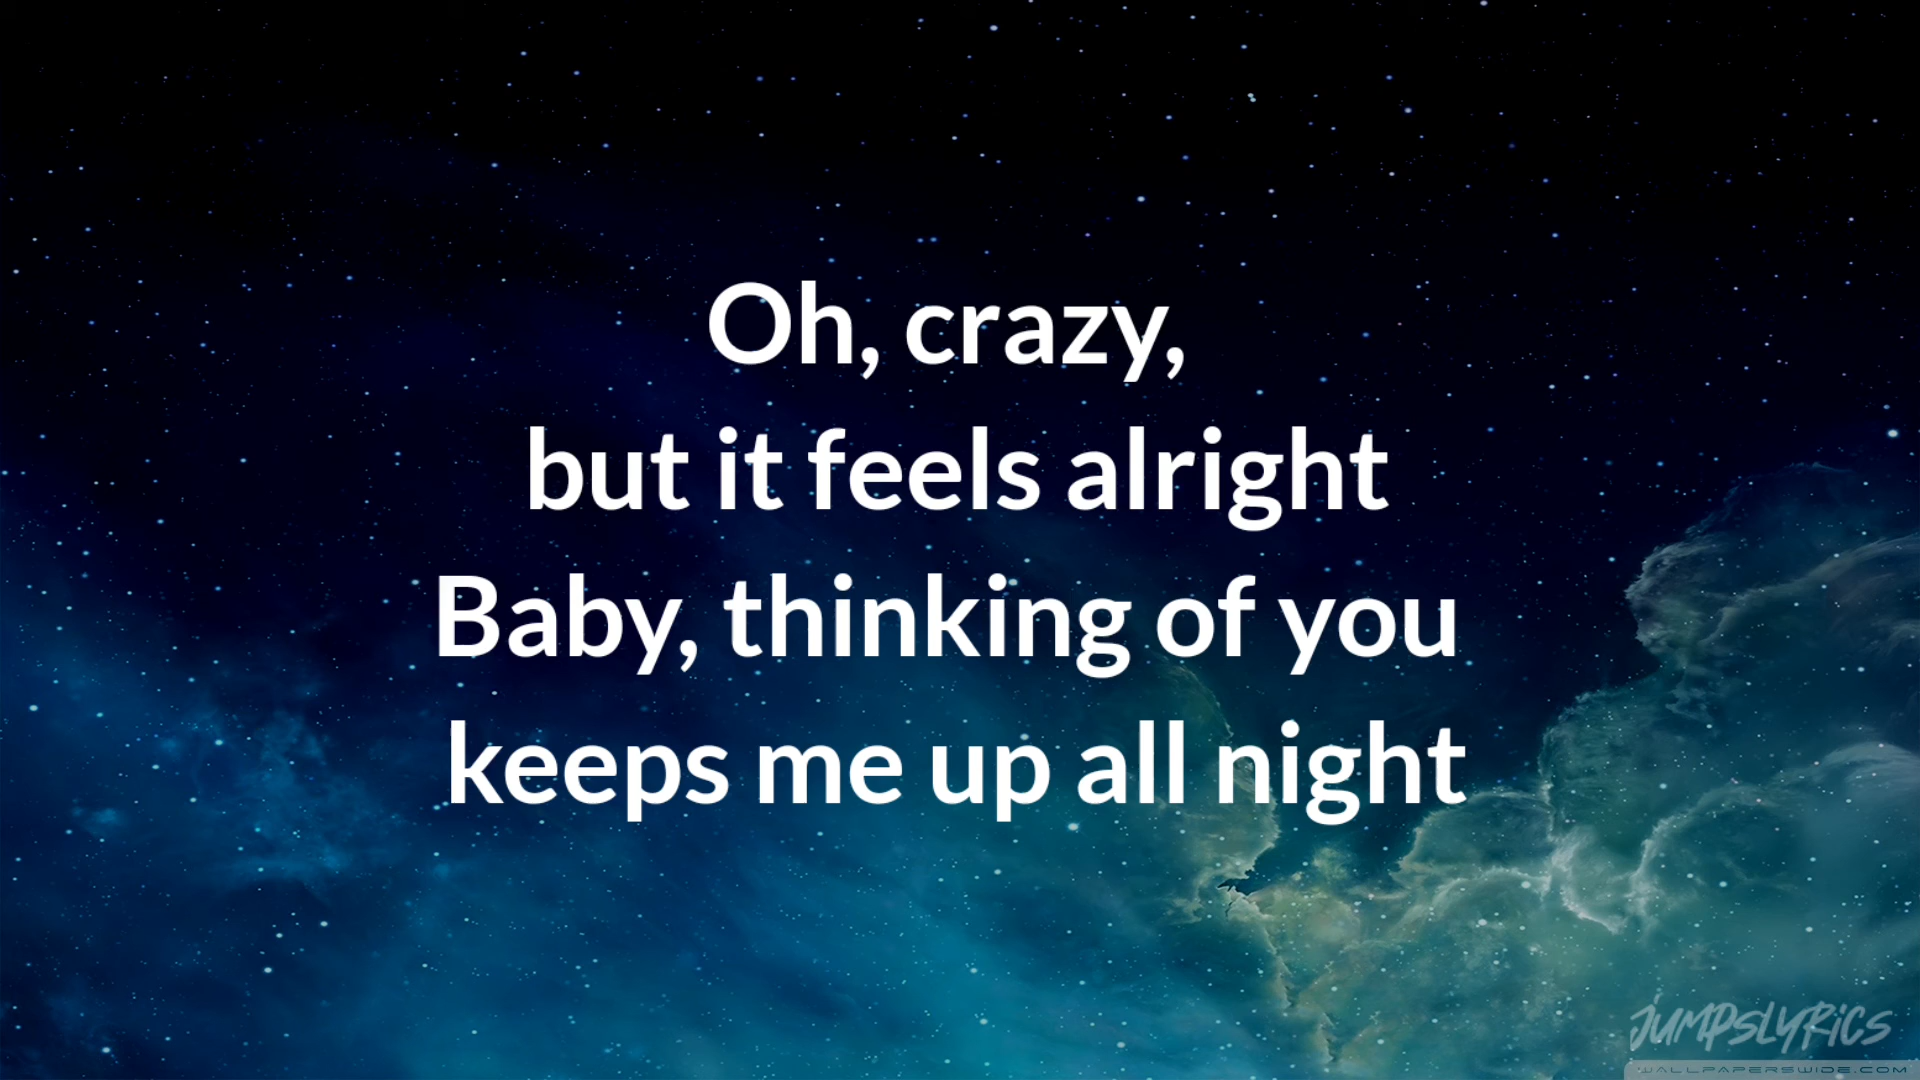 Oh, crazy,
but it feels alright
Baby, thinking of you
keeps me up all night
JUMPSLYRICS
WALLPAPERSWIDE.COM